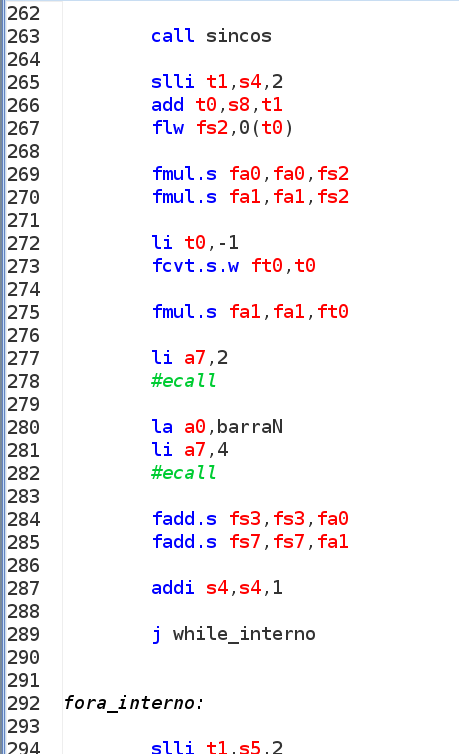 262
263 call sincos
264
265 slli t1,s4,2
266 add t0,s8,t1
267 flw fs2,0(t0)
268
269 fmul.s fa0,fa0,fs2
270 fmul.s fa1,fa1,fs2
271
272 li t0,-1
273 fcvt.s.w ft0,t0
274
275 fmul.s fa1,fa1,ft0
276
277 li a7,2
278 #ecall
279
280 la a0,barraN
281 li a7,4
282 #ecall
283
284 fadd.s fs3,fs3,fa0
285 fadd.s fs7,fs7,fa1
286
287 addi s4,s4,1
288
289 j while_interno
290
291
292 fora_interno:
293
294 slli t1,s5,2